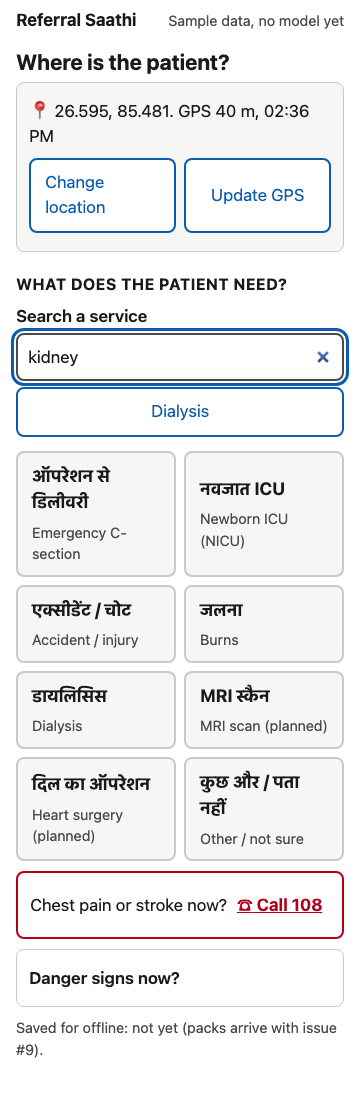 Referral Saathi
Sample data, no model yet
Where is the patient?
📍 26.595, 85.481. GPS 40 m, 02:36
PM
Change
location
Update GPS
WHAT DOES THE PATIENT NEED?
Search a service
kidney ×
Dialysis
ऑपरेशन से
डिलीवरी
Emergency C-
section
नवजात ICU
Newborn ICU
(NICU)
एक्सीडेंट / चोट
Accident / injury
जलना
Burns
डायलिसिस
Dialysis
MRI स्कैन
MRI scan (planned)
दिल का ऑपरेशन
Heart surgery
(planned)
कुछ और / पता
नहीं
Other / not sure
Chest pain or stroke now? ☎ Call 108
Danger signs now?
Saved for offline: not yet (packs arrive with issue
#9).